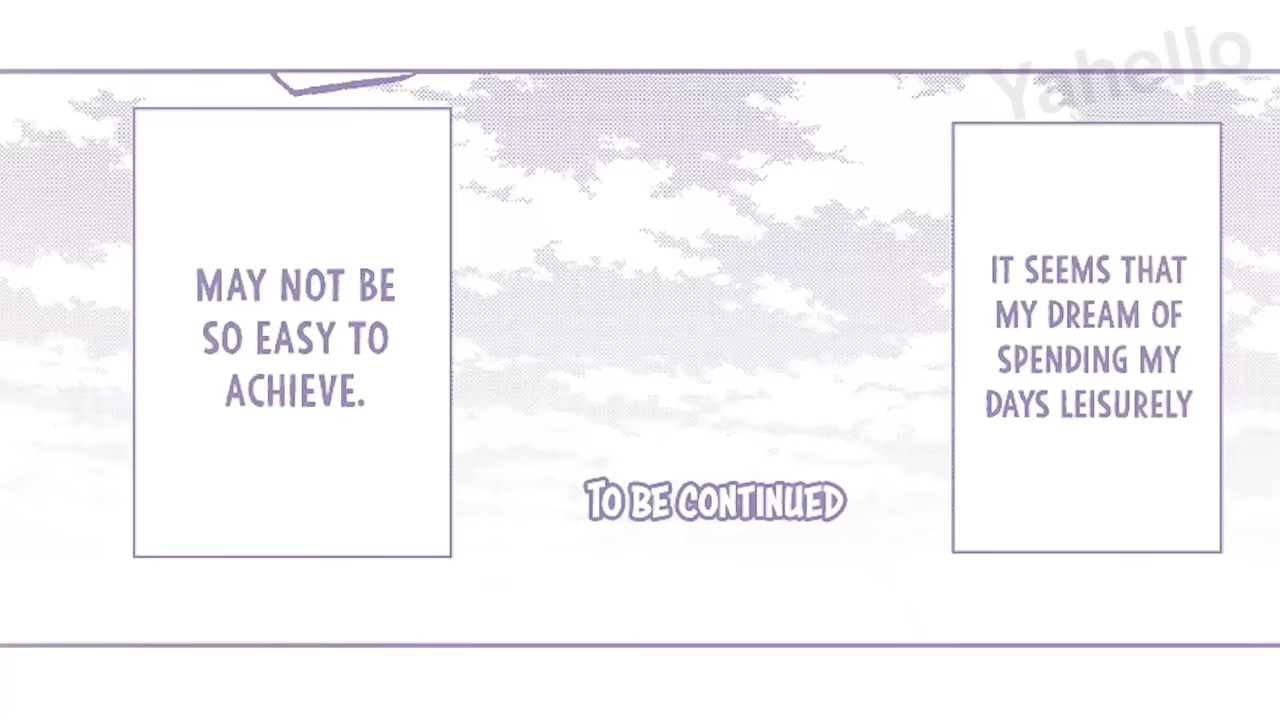 Yahello
IT SEEMS THAT
MY DREAM OF
SPENDING MY
DAYS LEISURELY
MAY NOT BE
SO EASY TO
ACHIEVE.
TO BE CONTINUED